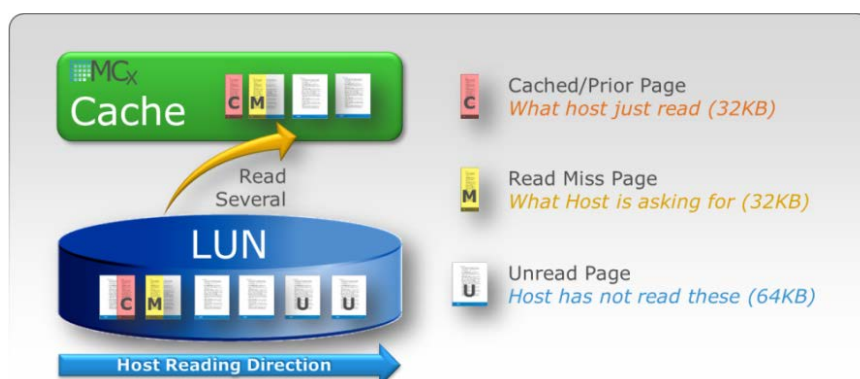 MCx
Cache
C M
Read
Several
LUN
C M U U
Host Reading Direction
C
Cached/Prior Page
What host just read (32KB)
M
Read Miss Page
What Host is asking for (32KB)
U
Unread Page
Host has not read these (64KB)